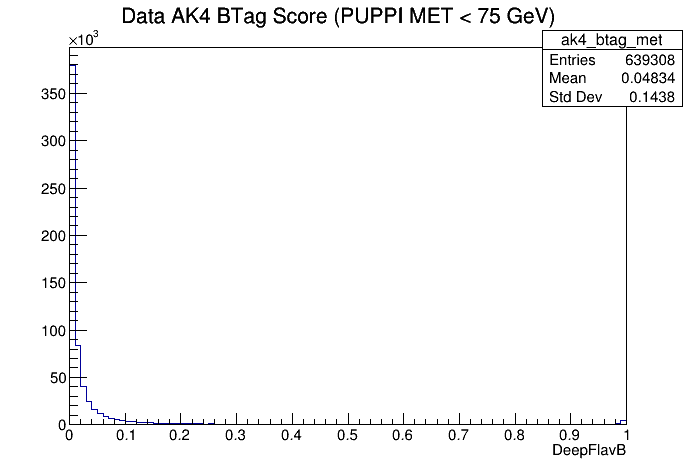 Data AK4 BTag Score (PUPPI MET < 75 GeV)
×10³
ak4_btag_met
Entries 639308
Mean 0.04834
Std Dev 0.1438
350
300
250
200
150
100
50
0
0 0.1 0.2 0.3 0.4 0.5 0.6 0.7 0.8 0.9 1
DeepFlavB